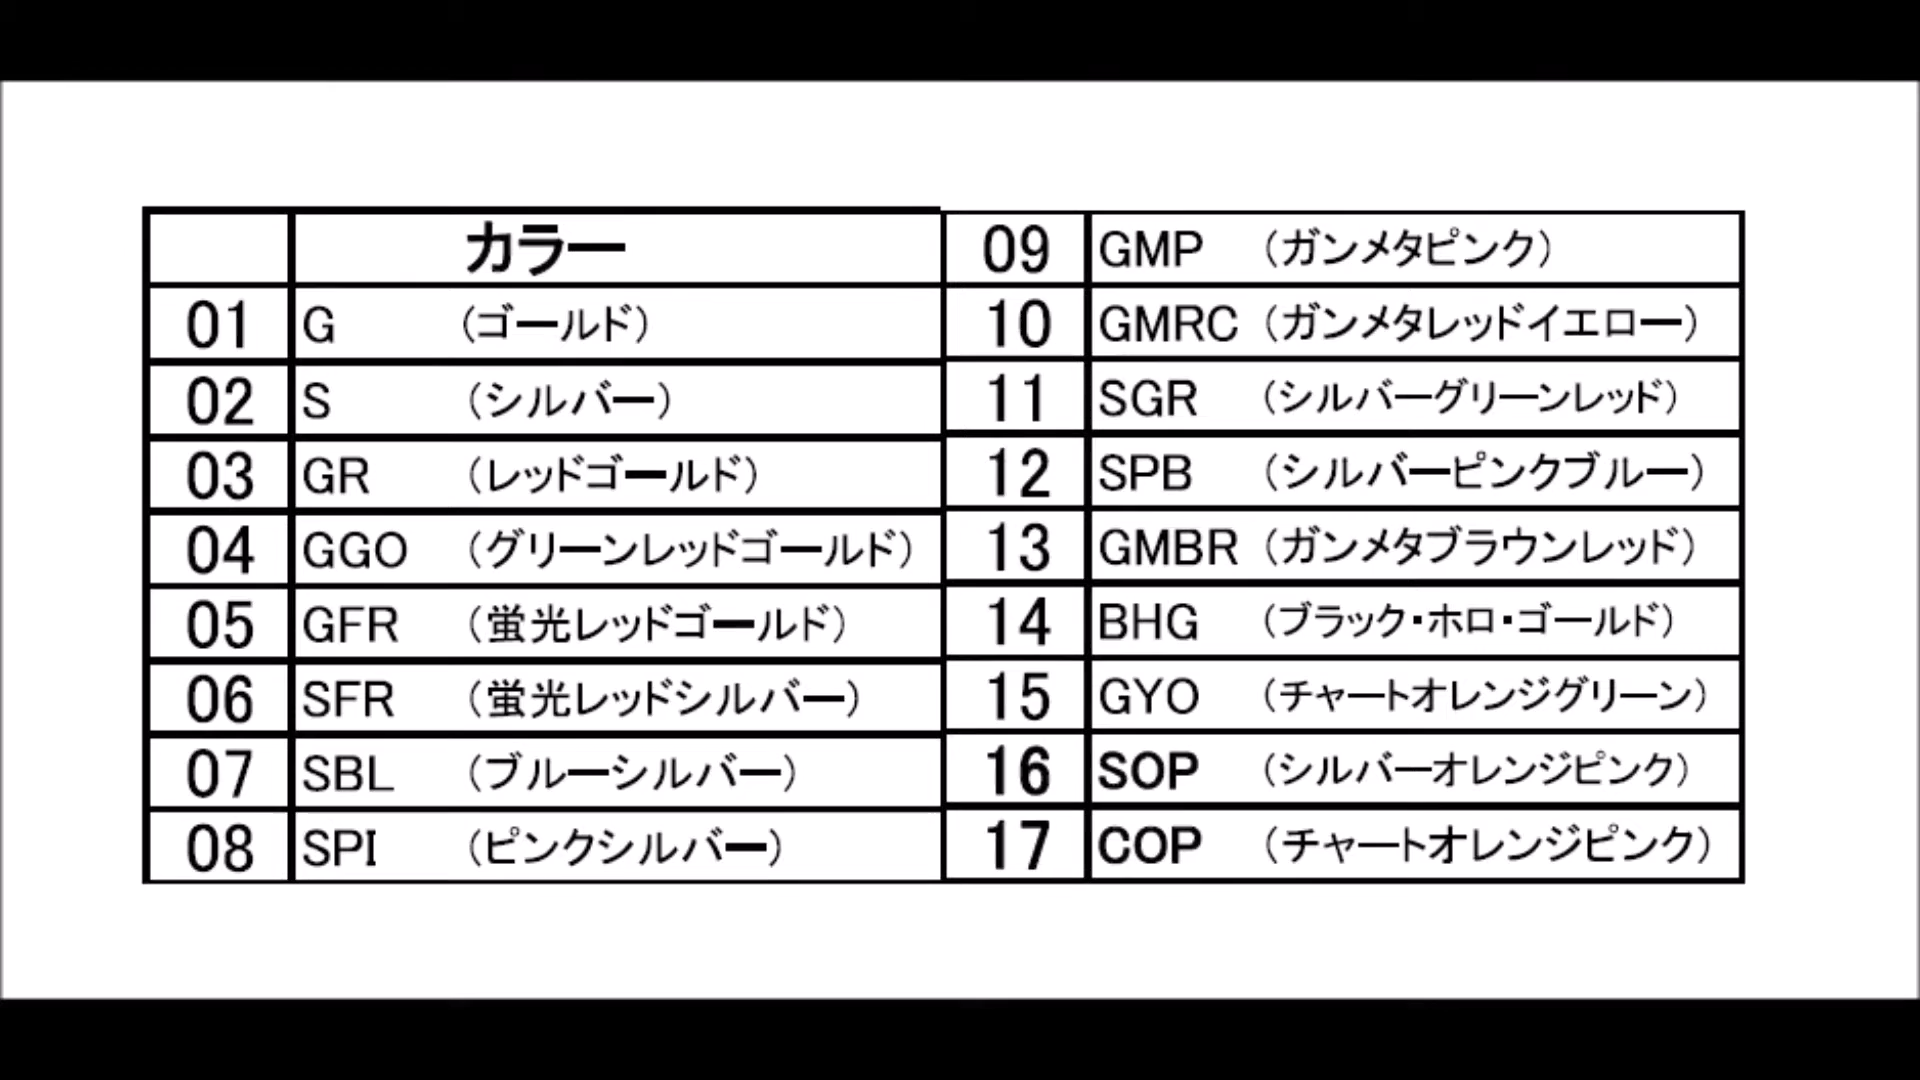 カラー
01 G (ゴールド)
02 S (シルバー)
03 GR (レッドゴールド)
04 GGO (グリーンレッドゴールド)
05 GFR (蛍光レッドゴールド)
06 SFR (蛍光レッドシルバー)
07 SBL (ブルーシルバー)
08 SPI (ピンクシルバー)
09 GMP (ガンメタピンク)
10 GMRC (ガンメタレッドイエロー)
11 SGR (シルバーグリーンレッド)
12 SPB (シルバーピンクブルー)
13 GMBR (ガンメタブラウンレッド)
14 BHG (ブラック・ホロ・ゴールド)
15 GYO (チャートオレンジグリーン)
16 SOP (シルバーオレンジピンク)
17 COP (チャートオレンジピンク)